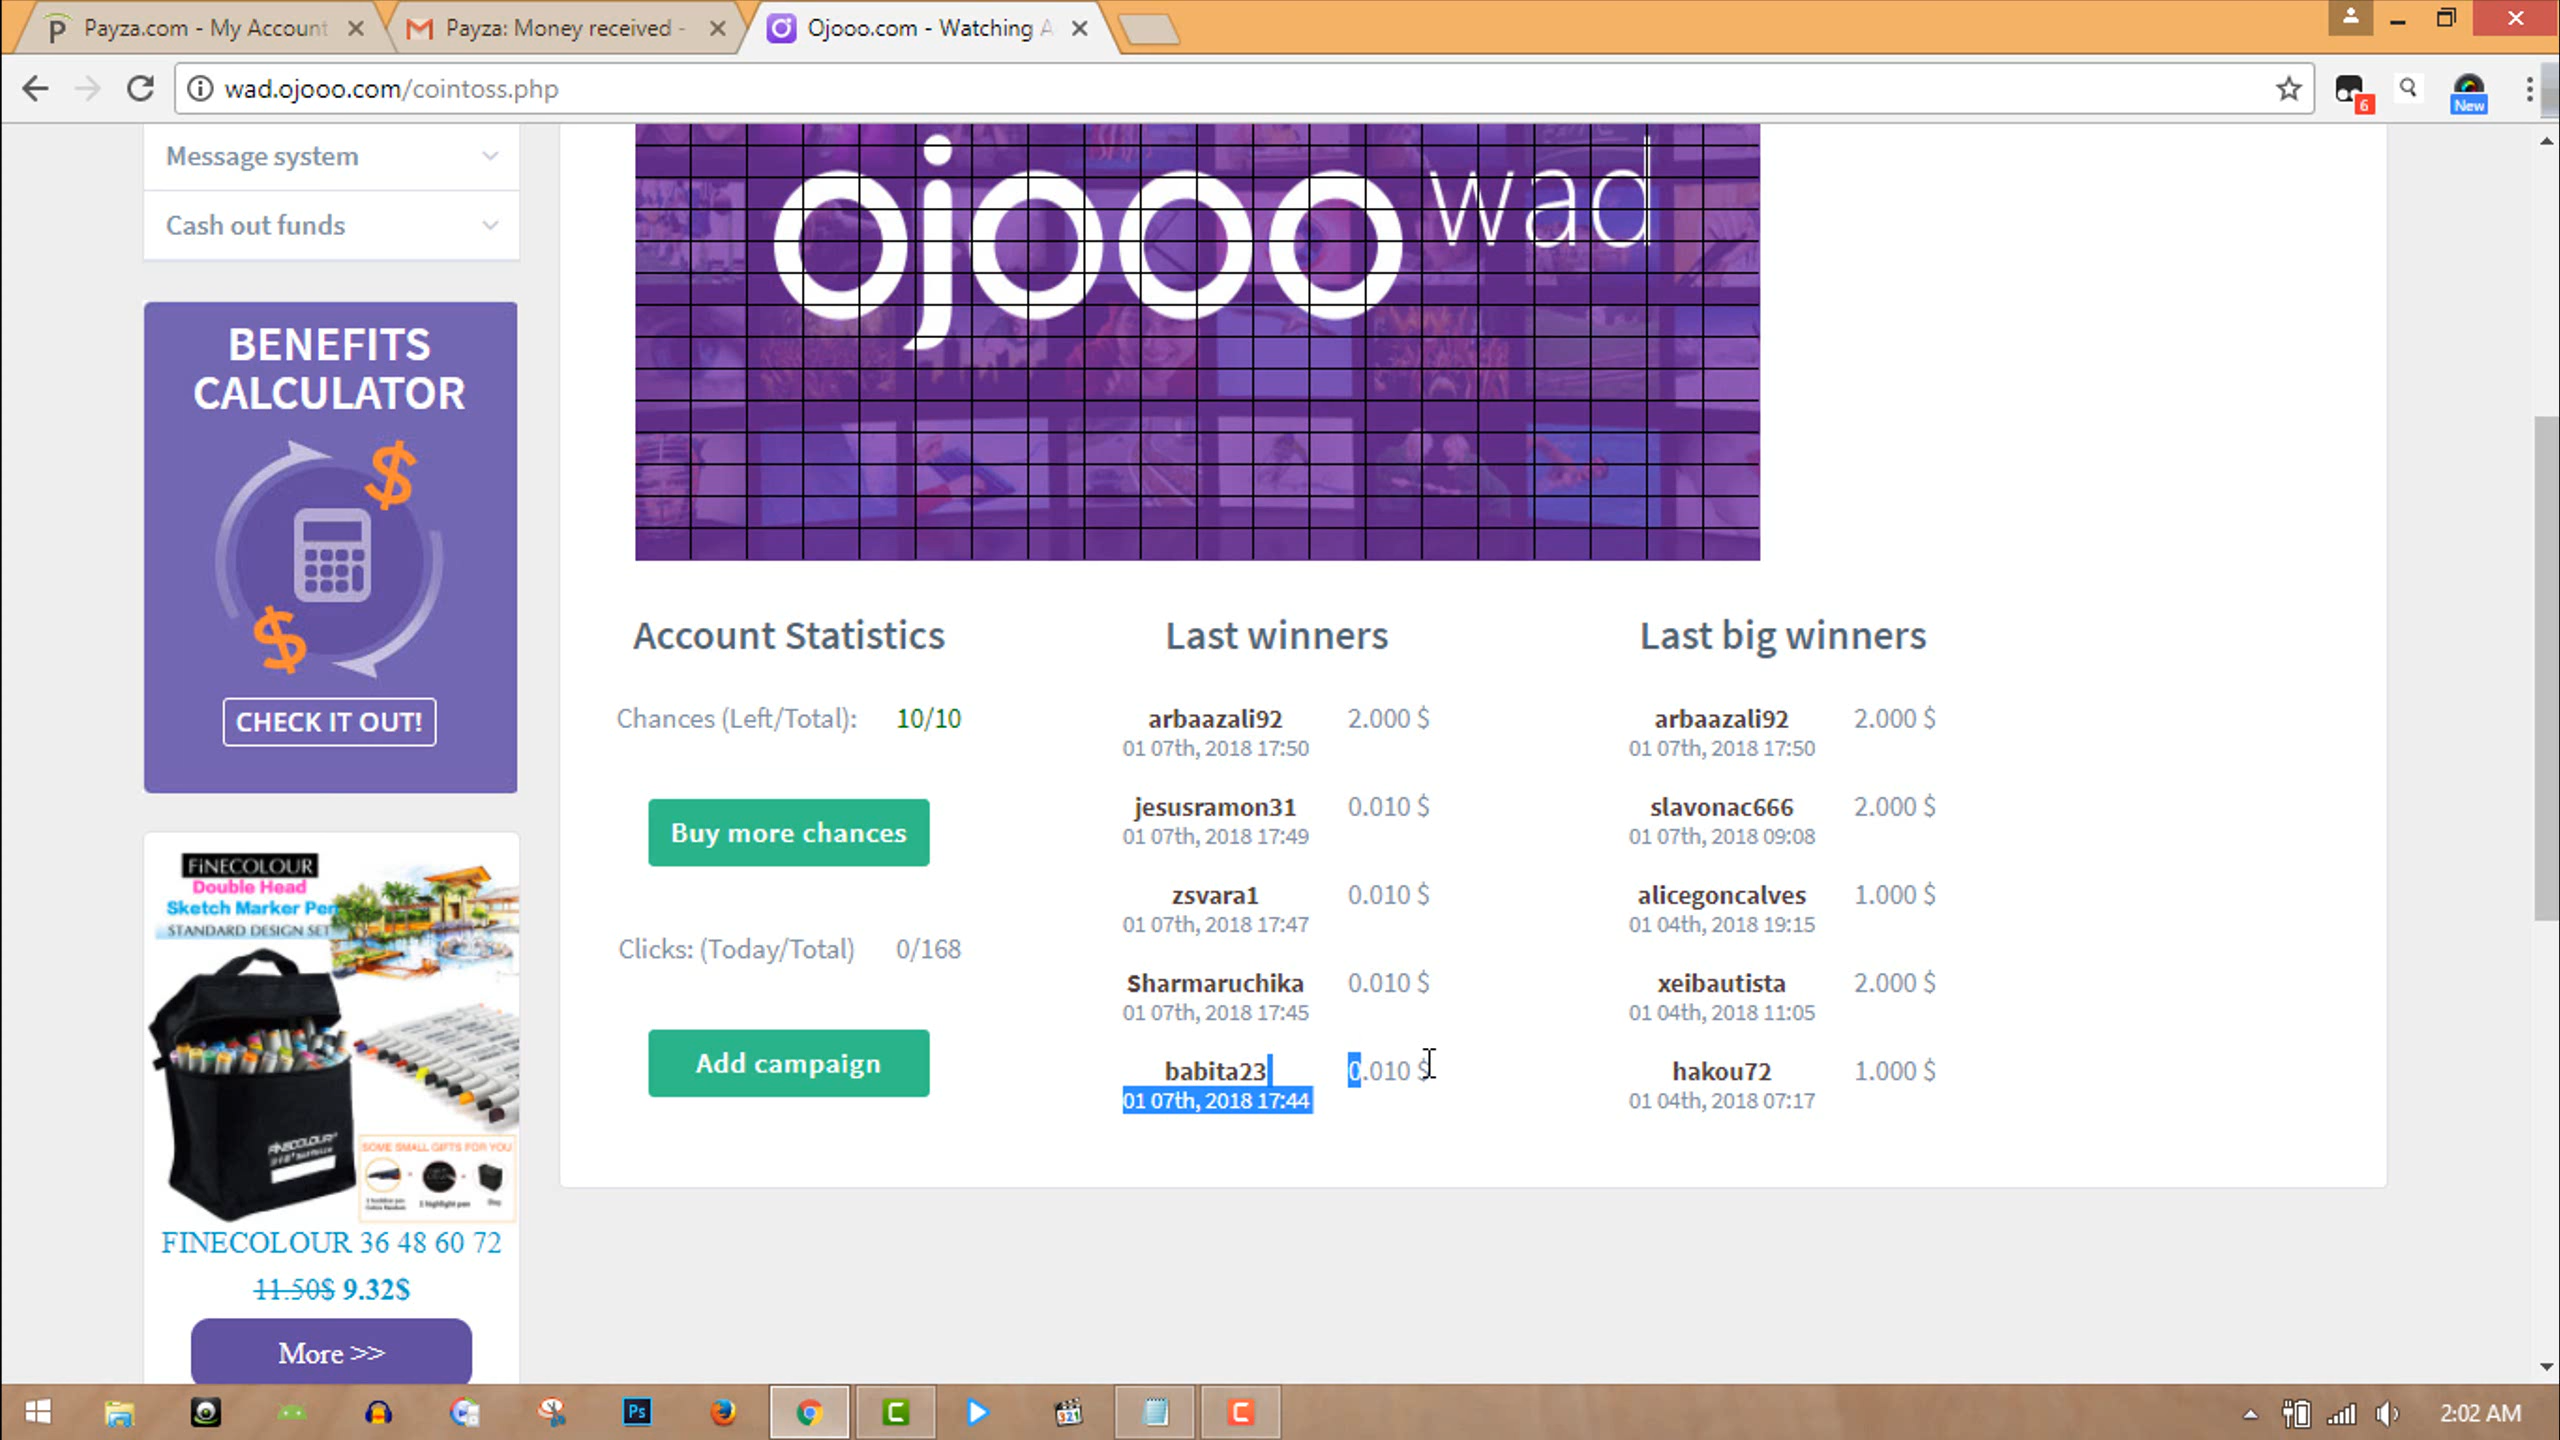 Payza.com - My Account
Payza: Money received -
Ojooo.com - Watching A
wad.ojooo.com/cointoss.php
6
New
Message system
Cash out funds
ojooo wad
BENEFITS
CALCULATOR
$
$
CHECK IT OUT!
FINECOLOUR
Double Head
Sketch Marker Pen
STANDARD DESIGN SET
SOME SMALL GIFTS FOR YOU
FINECOLOUR 36 48 60 72
11.50$ 9.32$
More >>
Account Statistics
Chances (Left/Total): 10/10
Buy more chances
Clicks: (Today/Total) 0/168
Add campaign
Last winners
arbaazali92 2.000 $
01 07th, 2018 17:50
jesusramon31 0.010 $
01 07th, 2018 17:49
zsvara1 0.010 $
01 07th, 2018 17:47
Sharmaruchika 0.010 $
01 07th, 2018 17:45
babita23 0.010 $
01 07th, 2018 17:44
Last big winners
arbaazali92 2.000 $
01 07th, 2018 17:50
slavonac666 2.000 $
01 07th, 2018 09:08
alicegoncalves 1.000 $
01 04th, 2018 19:15
xeibautista 2.000 $
01 04th, 2018 11:05
hakou72 1.000 $
01 04th, 2018 07:17
Ps
321
2:02 AM